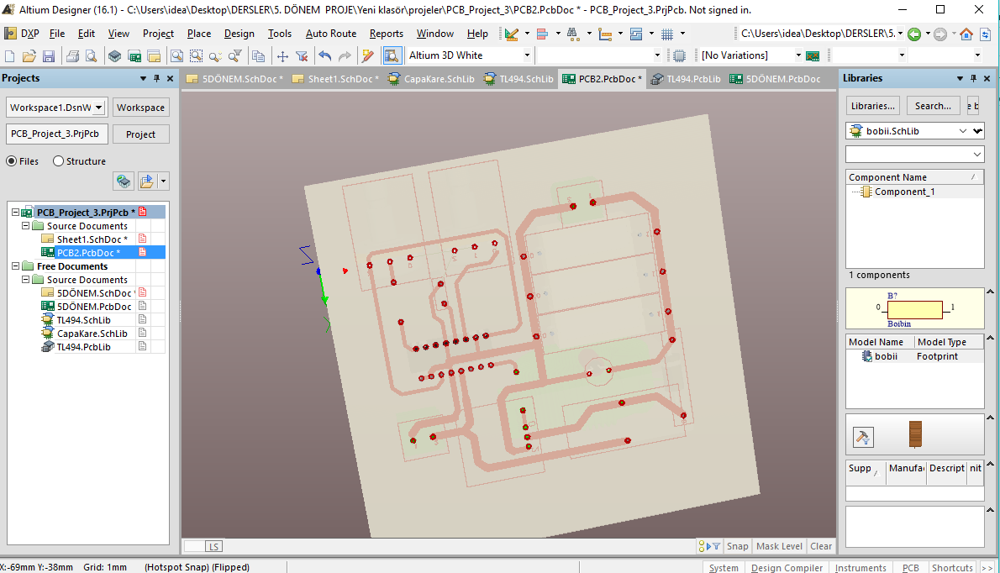 Altium Designer (16.1) - C:\Users\idea\Desktop\DERSLER\5. DÖNEM  PROJE\Yeni klasör\projeler\PCB_Project_3\PCB2.PcbDoc * - PCB_Project_3.PrjPcb. Not signed in.
DXP File Edit View Project Place Design Tools Auto Route Reports Window Help C:\Users\idea\Desktop\DERSLER\5.
Altium 3D White [No Variations]
Projects
5DÖNEM.SchDoc * Sheet1.SchDoc * CapaKare.SchLib TL494.SchLib PCB2.PcbDoc * TL494.PcbLib 5DÖNEM.PcbDoc
Libraries
Workspace1.DsnW Workspace
PCB_Project_3.PrjPcb Project
Files Structure
PCB_Project_3.PrjPcb *
Source Documents
Sheet1.SchDoc *
PCB2.PcbDoc *
Free Documents
Source Documents
5DÖNEM.SchDoc *
5DÖNEM.PcbDoc
TL494.SchLib
CapaKare.SchLib
TL494.PcbLib
Libraries... Search...
bobii.SchLib
Component Name
Component_1
1 components
B?
0 1
Boibin
Model Name Model Type
bobii Footprint
Supp Manufac Descript nit
LS Snap Mask Level Clear
X:-69mm Y:-38mm Grid: 1mm (Hotspot Snap) (Flipped)
System Design Compiler Instruments PCB Shortcuts >>